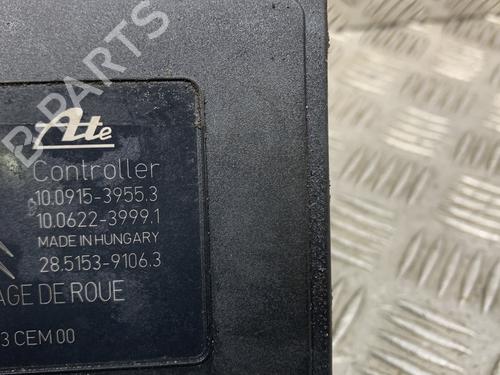 B-PARTS
Ate
Controller
10.0915-3955.3
10.0622-3999.1
MADE IN HUNGARY
28.5153-9106.3
AGE DE ROUE
3 CEM 00